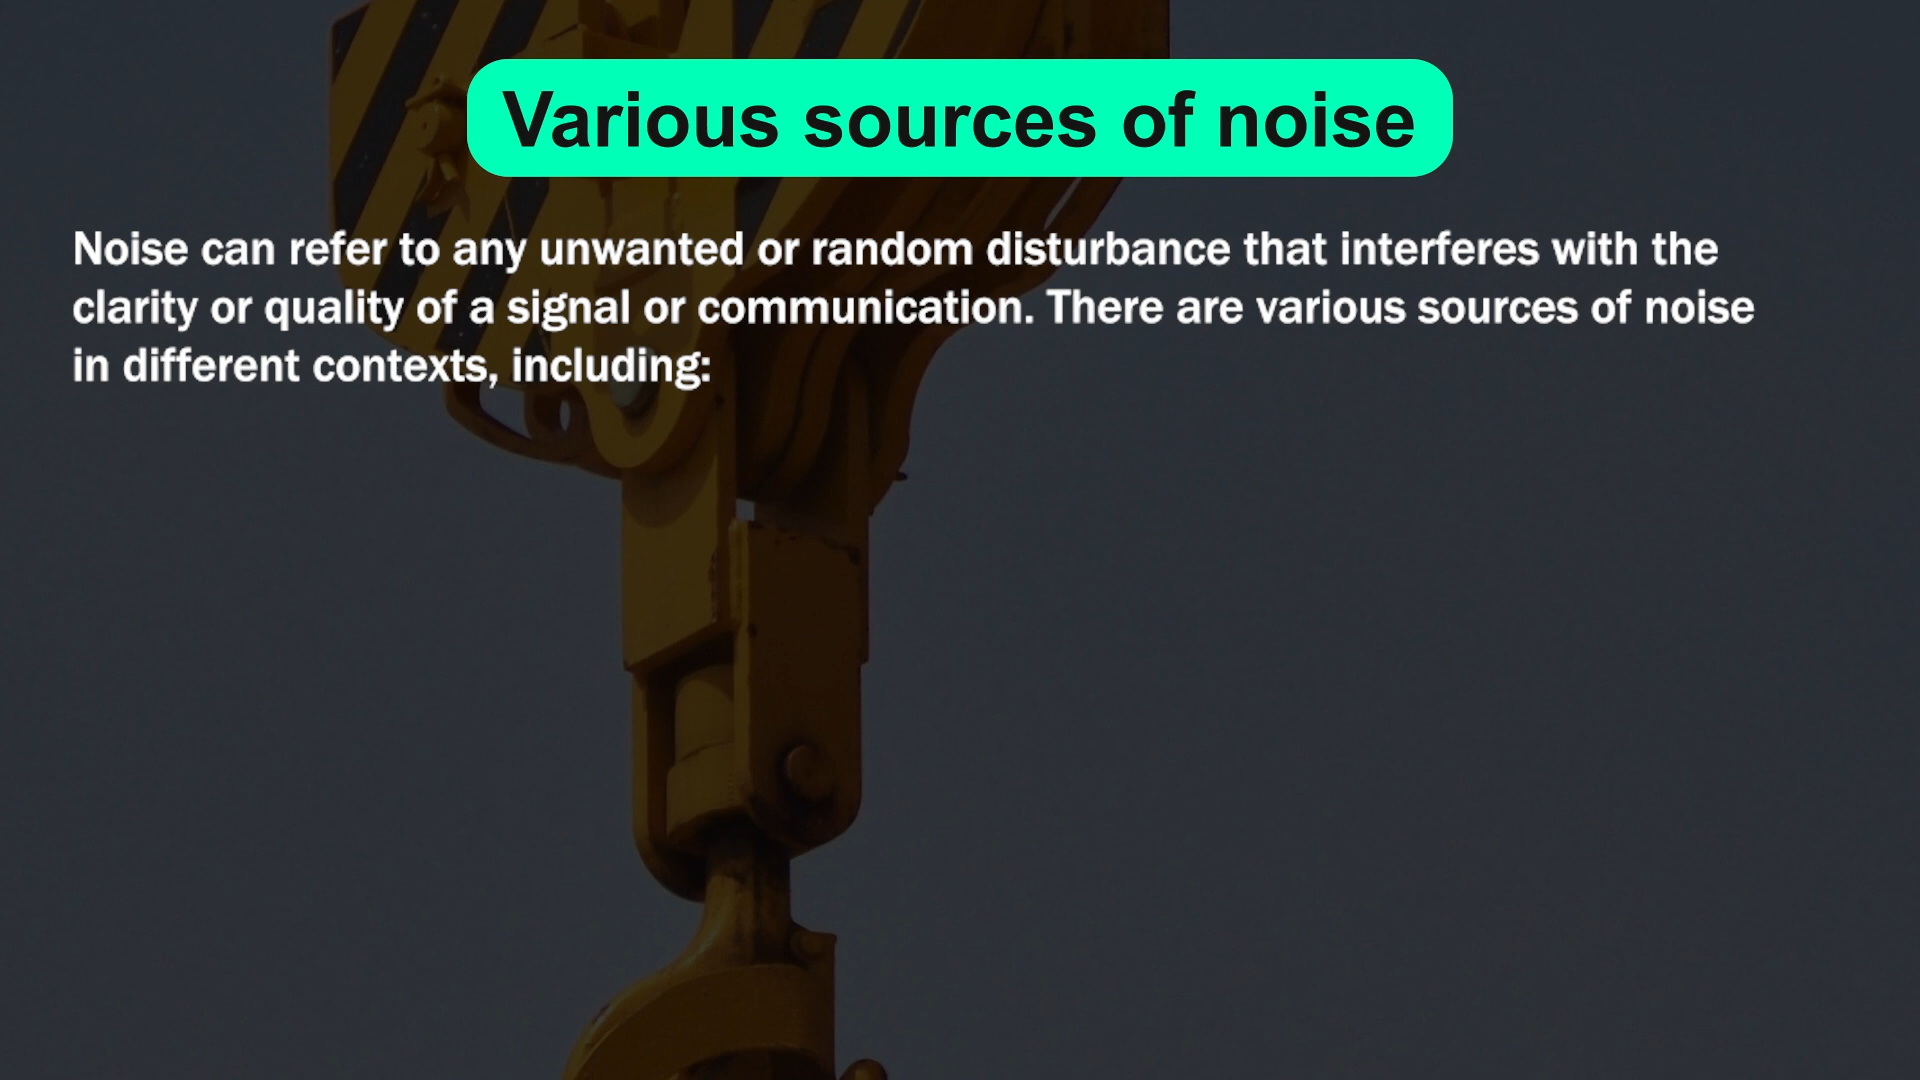 Various sources of noise
Noise can refer to any unwanted or random disturbance that interferes with the
clarity or quality of a signal or communication. There are various sources of noise
in different contexts, including: